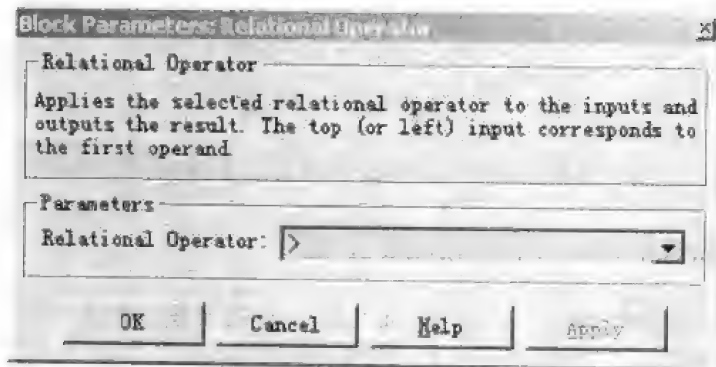 Block Parameters: Relational Operator
Relational Operator
Applies the selected relational operator to the inputs and
outputs the result. The top (or left) input corresponds to
the first operand
Parameters
Relational Operator: >
OK
Cancel
Help
Apply